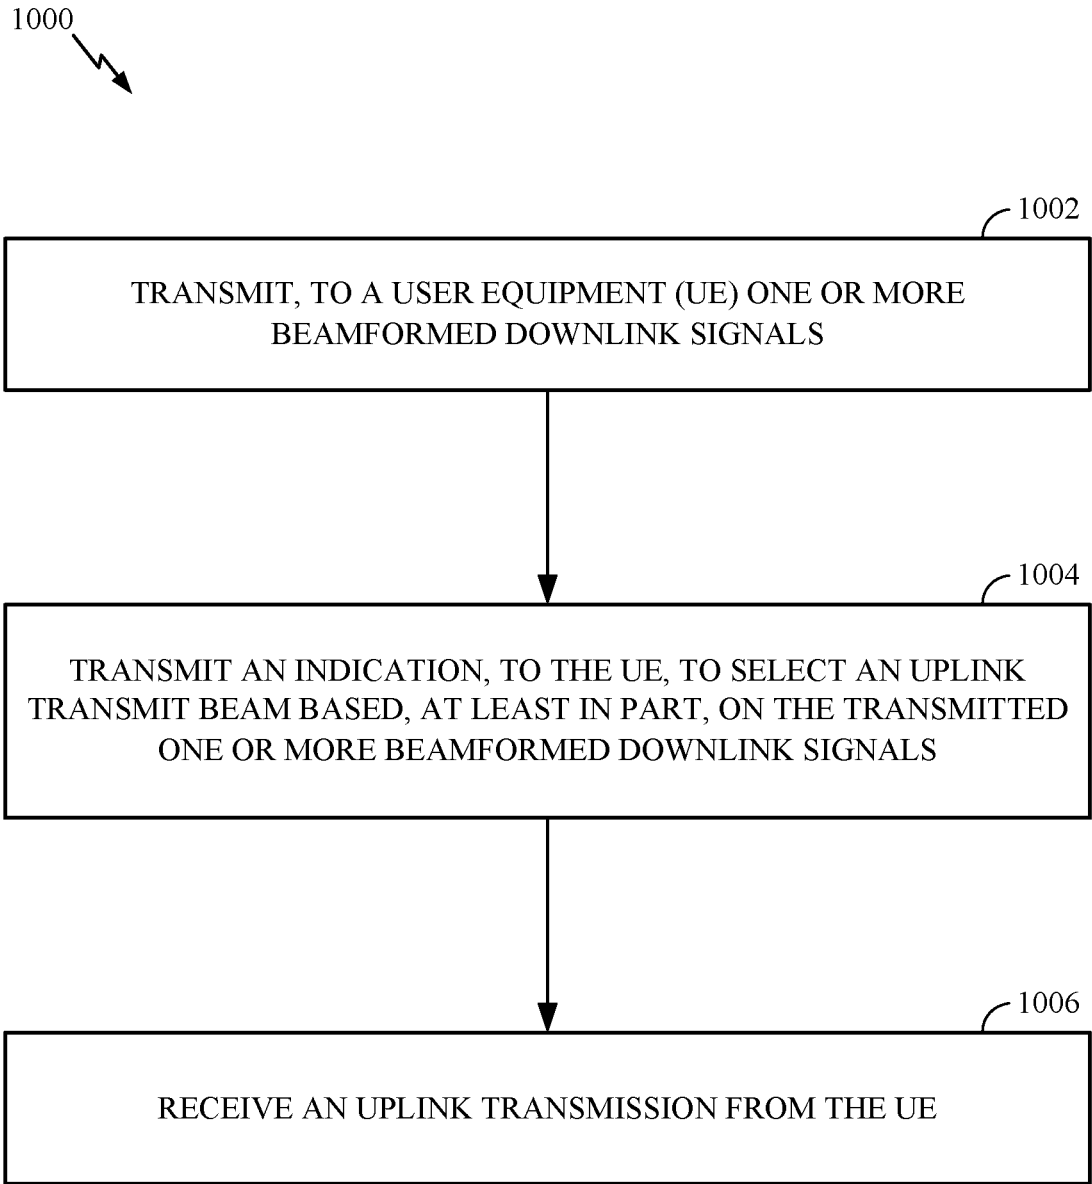 1000
1002
TRANSMIT, TO A USER EQUIPMENT (UE) ONE OR MORE
BEAMFORMED DOWNLINK SIGNALS
1004
TRANSMIT AN INDICATION, TO THE UE, TO SELECT AN UPLINK
TRANSMIT BEAM BASED, AT LEAST IN PART, ON THE TRANSMITTED
ONE OR MORE BEAMFORMED DOWNLINK SIGNALS
1006
RECEIVE AN UPLINK TRANSMISSION FROM THE UE